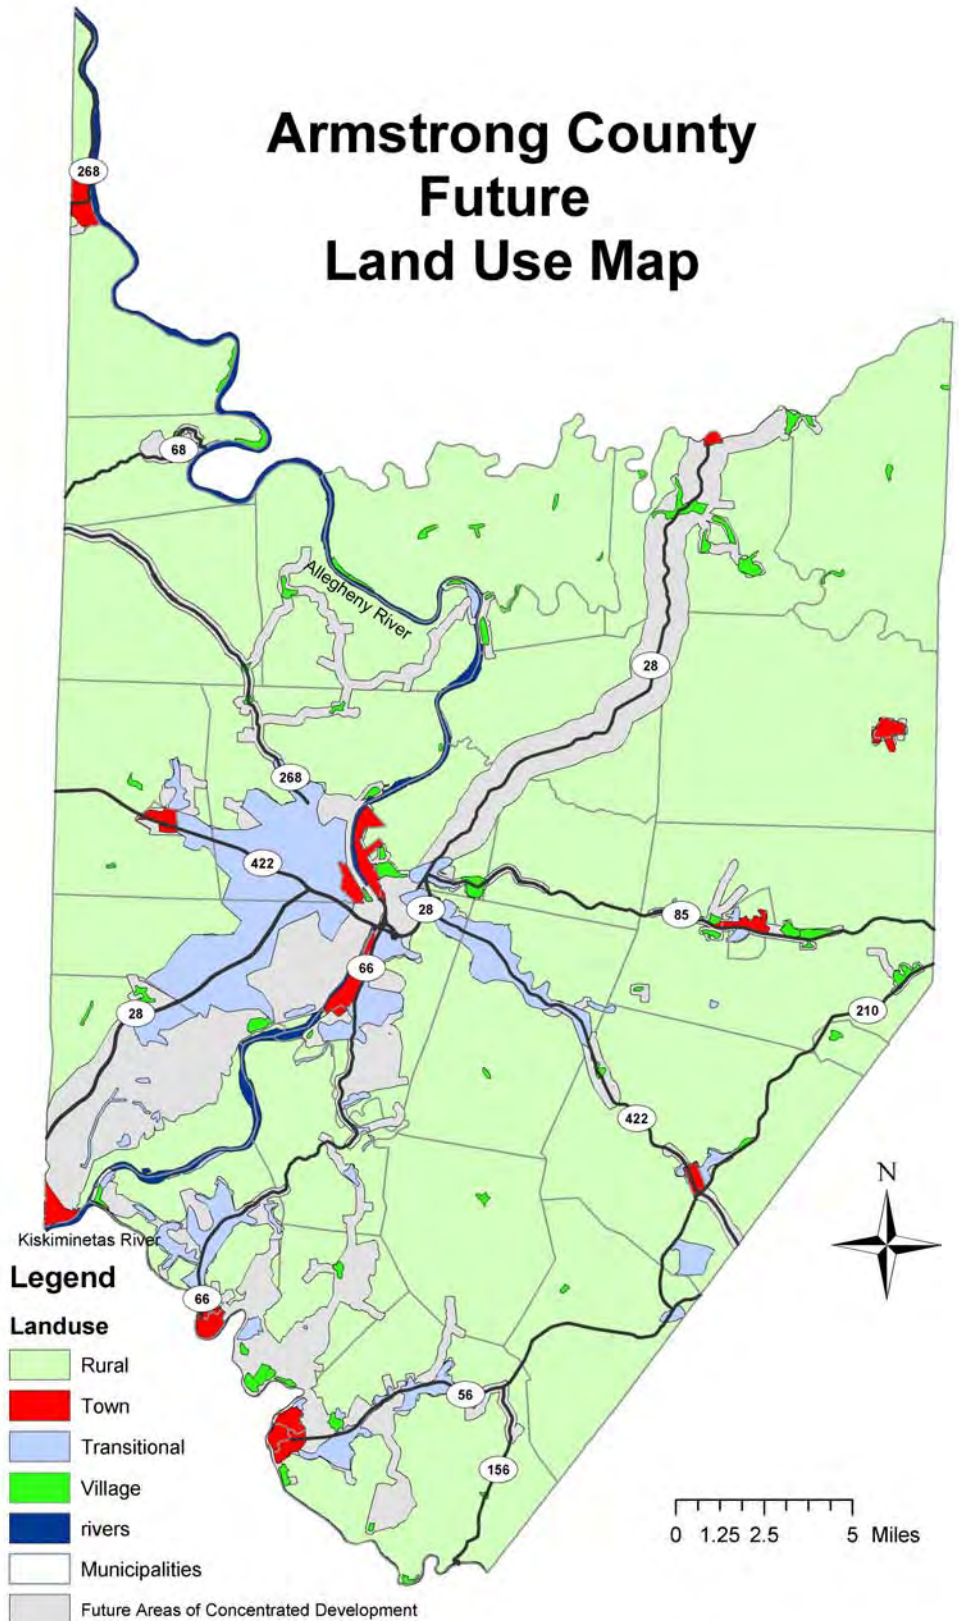 Armstrong County
Future
Land Use Map
268
68
Allegheny River
28
268
422
28
85
66
28
210
422
N
Kiskiminetas River
66
56
156
Legend
Landuse
Rural
Town
Transitional
Village
rivers
Municipalities
Future Areas of Concentrated Development
0 1.25 2.5 5 Miles